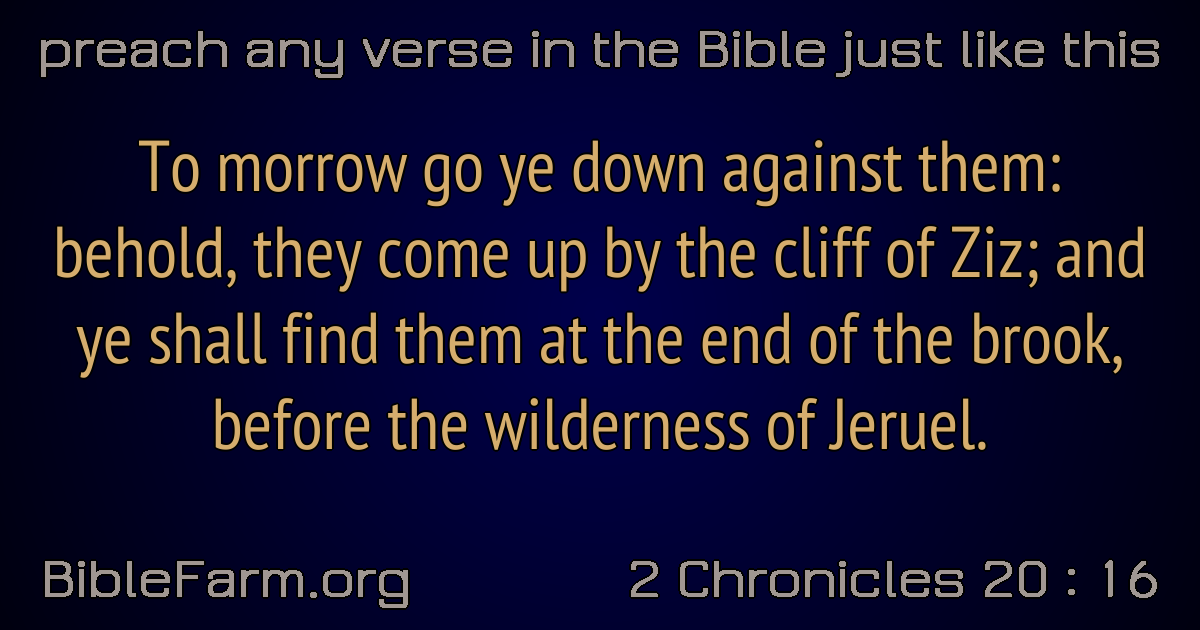 preach any verse in the Bible just like this
To morrow go ye down against them:
behold, they come up by the cliff of Ziz; and
ye shall find them at the end of the brook,
before the wilderness of Jeruel.
BibleFarm.org
2 Chronicles 20 : 16